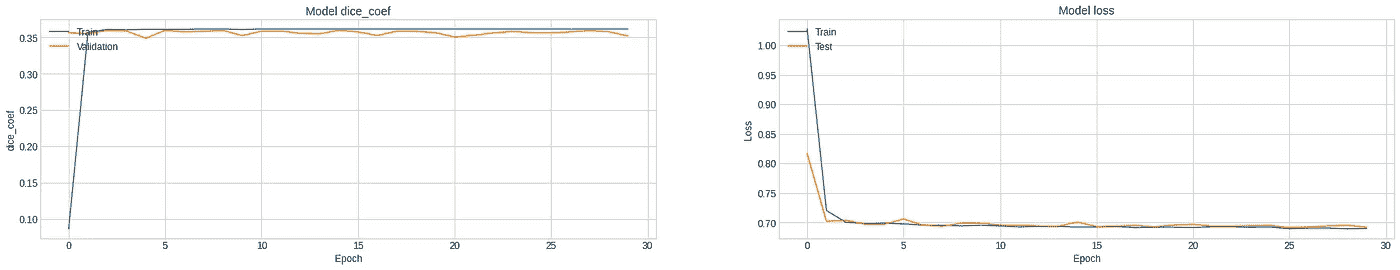 Model dice_coef
Train
Validation
0.35
0.30
0.25
0.20
0.15
0.10
dice_coef
0 5 10 15 20 25 30
Epoch
Model loss
Train
Test
1.00
0.95
0.90
0.85
0.80
0.75
0.70
Loss
0 5 10 15 20 25 30
Epoch